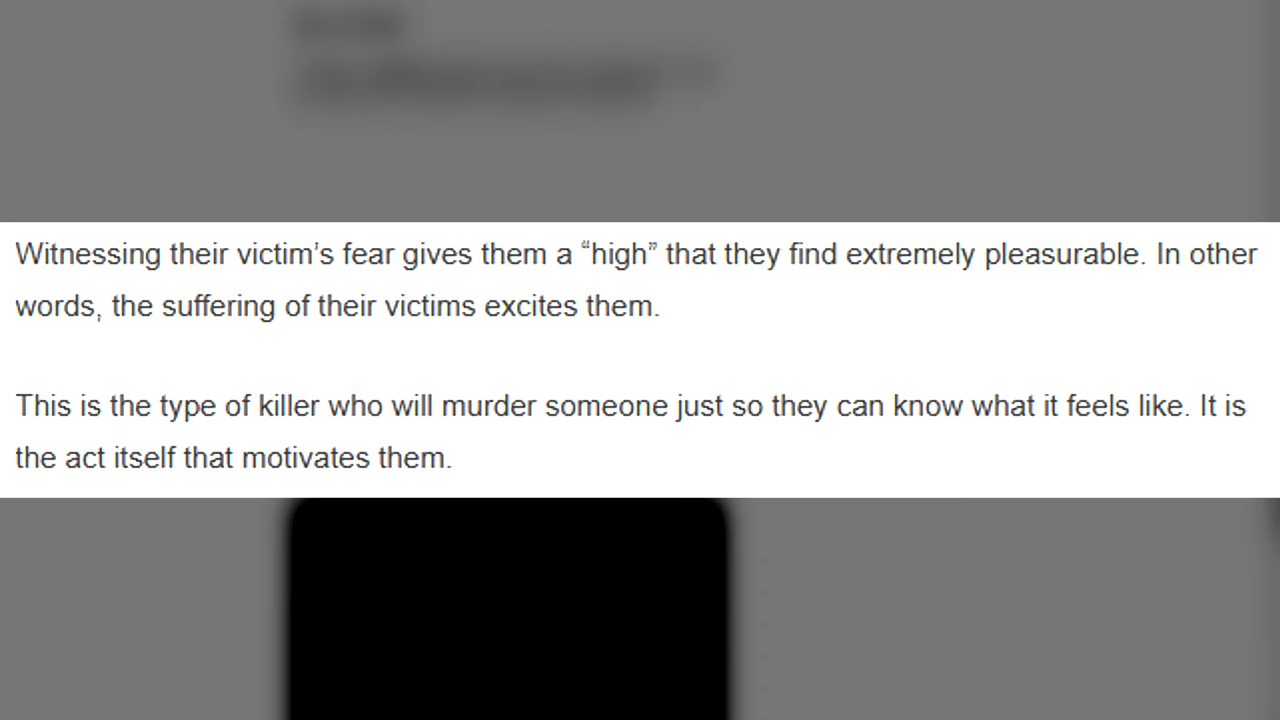 Witnessing their victim’s fear gives them a “high” that they find extremely pleasurable. In other
words, the suffering of their victims excites them.
This is the type of killer who will murder someone just so they can know what it feels like. It is
the act itself that motivates them.